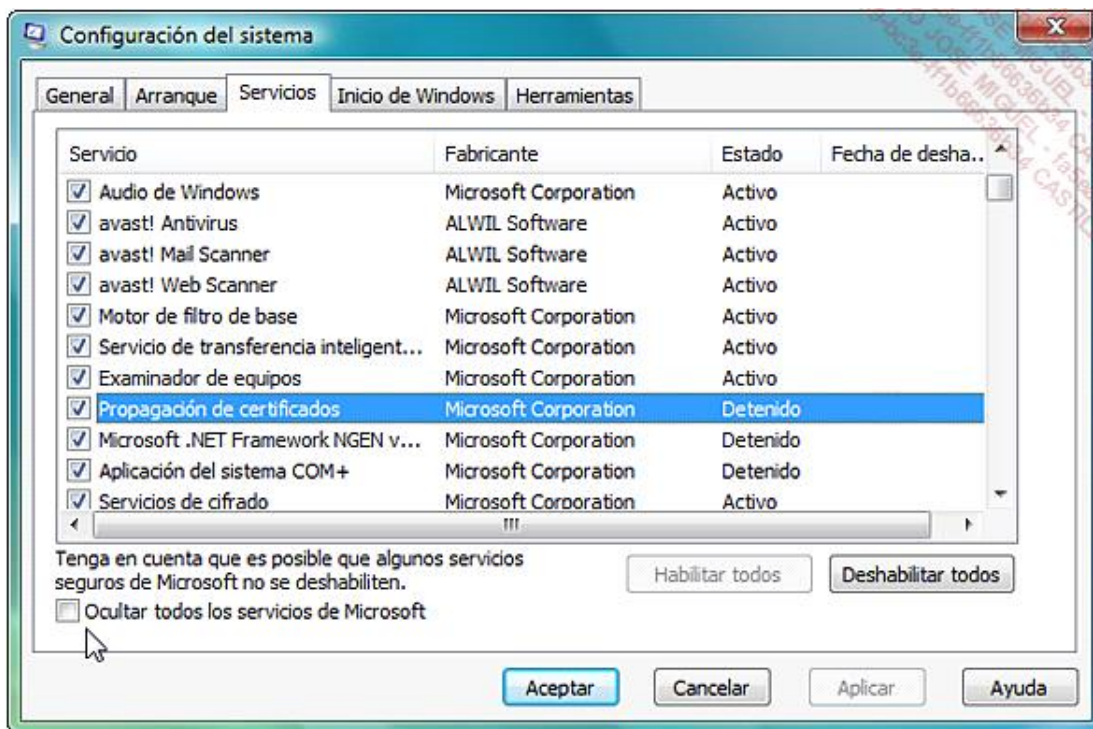 Configuración del sistema
General Arranque Servicios Inicio de Windows Herramientas
Servicio Fabricante Estado Fecha de desha..
Audio de Windows Microsoft Corporation Activo
avast! Antivirus ALWIL Software Activo
avast! Mail Scanner ALWIL Software Activo
avast! Web Scanner ALWIL Software Activo
Motor de filtro de base Microsoft Corporation Activo
Servicio de transferencia inteligent... Microsoft Corporation Activo
Examinador de equipos Microsoft Corporation Activo
Propagación de certificados Microsoft Corporation Detenido
Microsoft .NET Framework NGEN v... Microsoft Corporation Detenido
Aplicación del sistema COM+ Microsoft Corporation Detenido
Servicios de cifrado Microsoft Corporation Activo
Tenga en cuenta que es posible que algunos servicios
seguros de Microsoft no se deshabiliten.
Habilitar todos Deshabilitar todos
Ocultar todos los servicios de Microsoft
Aceptar Cancelar Aplicar Ayuda
JOSE MIGUEL